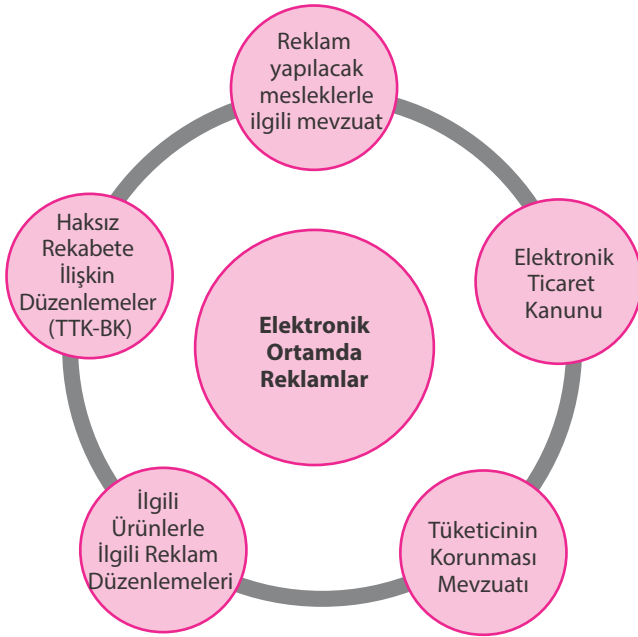 Reklam
yapılacak
mesleklerle
ilgili mevzuat
Haksız
Rekabete
İlişkin
Düzenlemeler
(TTK-BK)
Elektronik
Ticaret
Kanunu
Elektronik
Ortamda
Reklamlar
İlgili
Ürünlerle
İlgili Reklam
Düzenlemeleri
Tüketicinin
Korunması
Mevzuatı